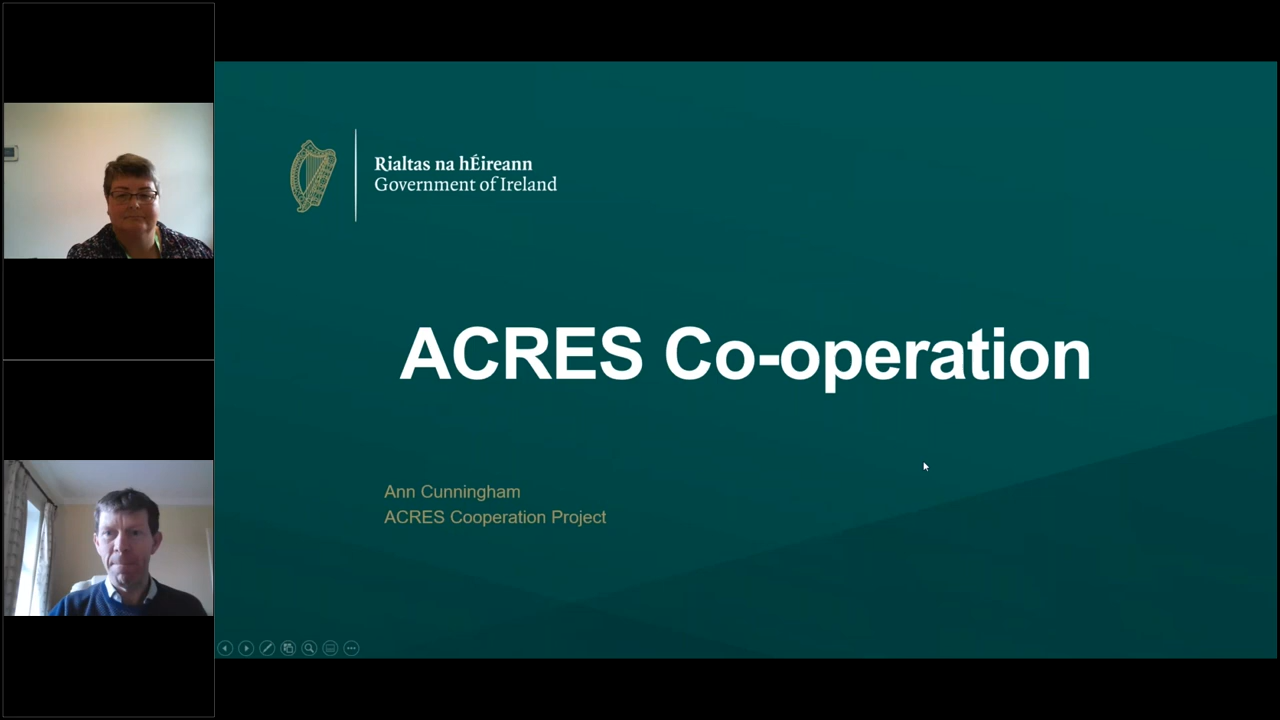 Rialtas na hÉireann
Government of Ireland
ACRES Co-operation
Ann Cunningham
ACRES Cooperation Project